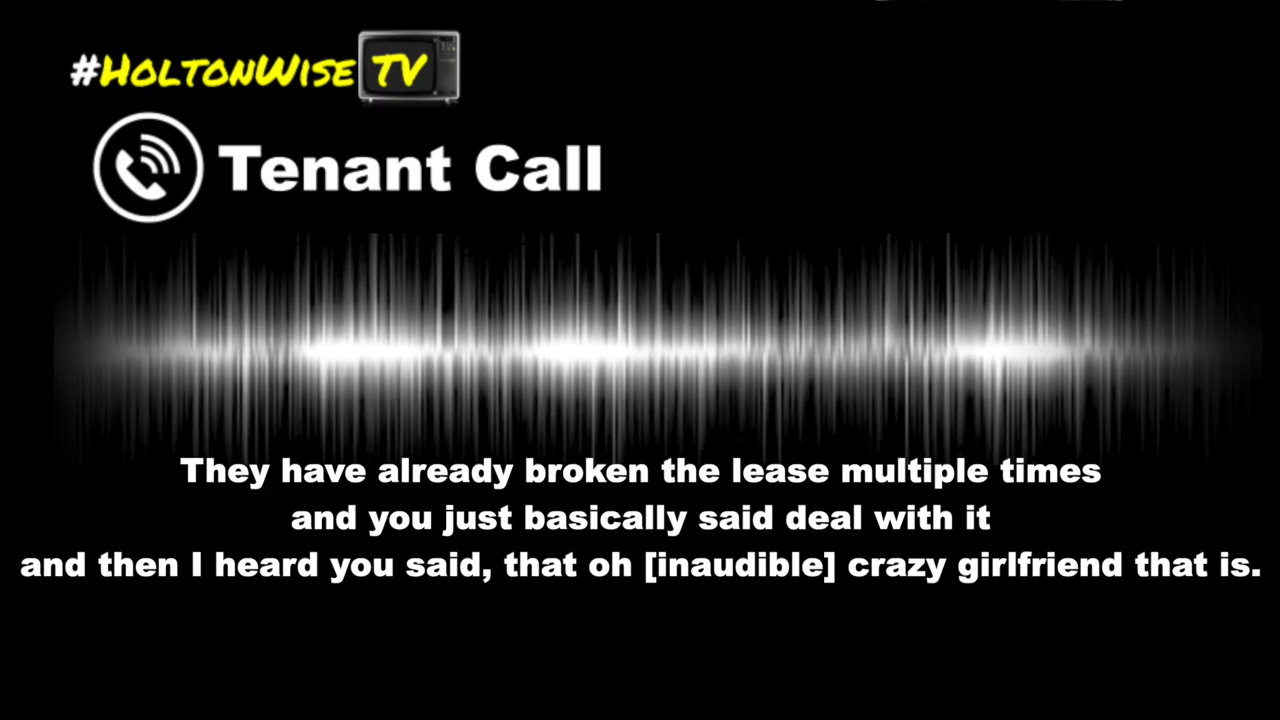 #HOLTONWISE TV
Tenant Call
They have already broken the lease multiple times
and you just basically said deal with it
and then I heard you said, that oh [inaudible] crazy girlfriend that is.